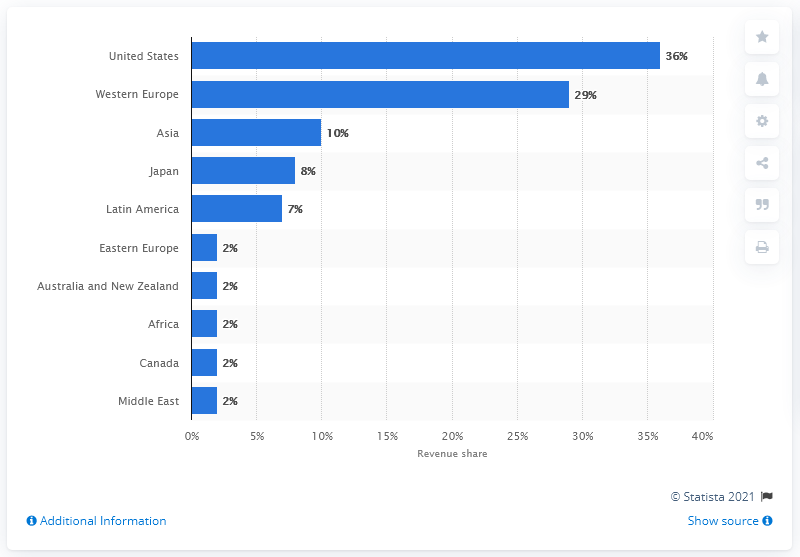 United States 36%
Western Europe 29%
Asia 10%
Japan 8%
Latin America 7%
Eastern Europe 2%
Australia and New Zealand 2%
Africa 2%
Canada 2%
Middle East 2%
0% 5% 10% 15% 20% 25% 30% 35% 40%
Revenue share
© Statista 2021
Additional Information Show source